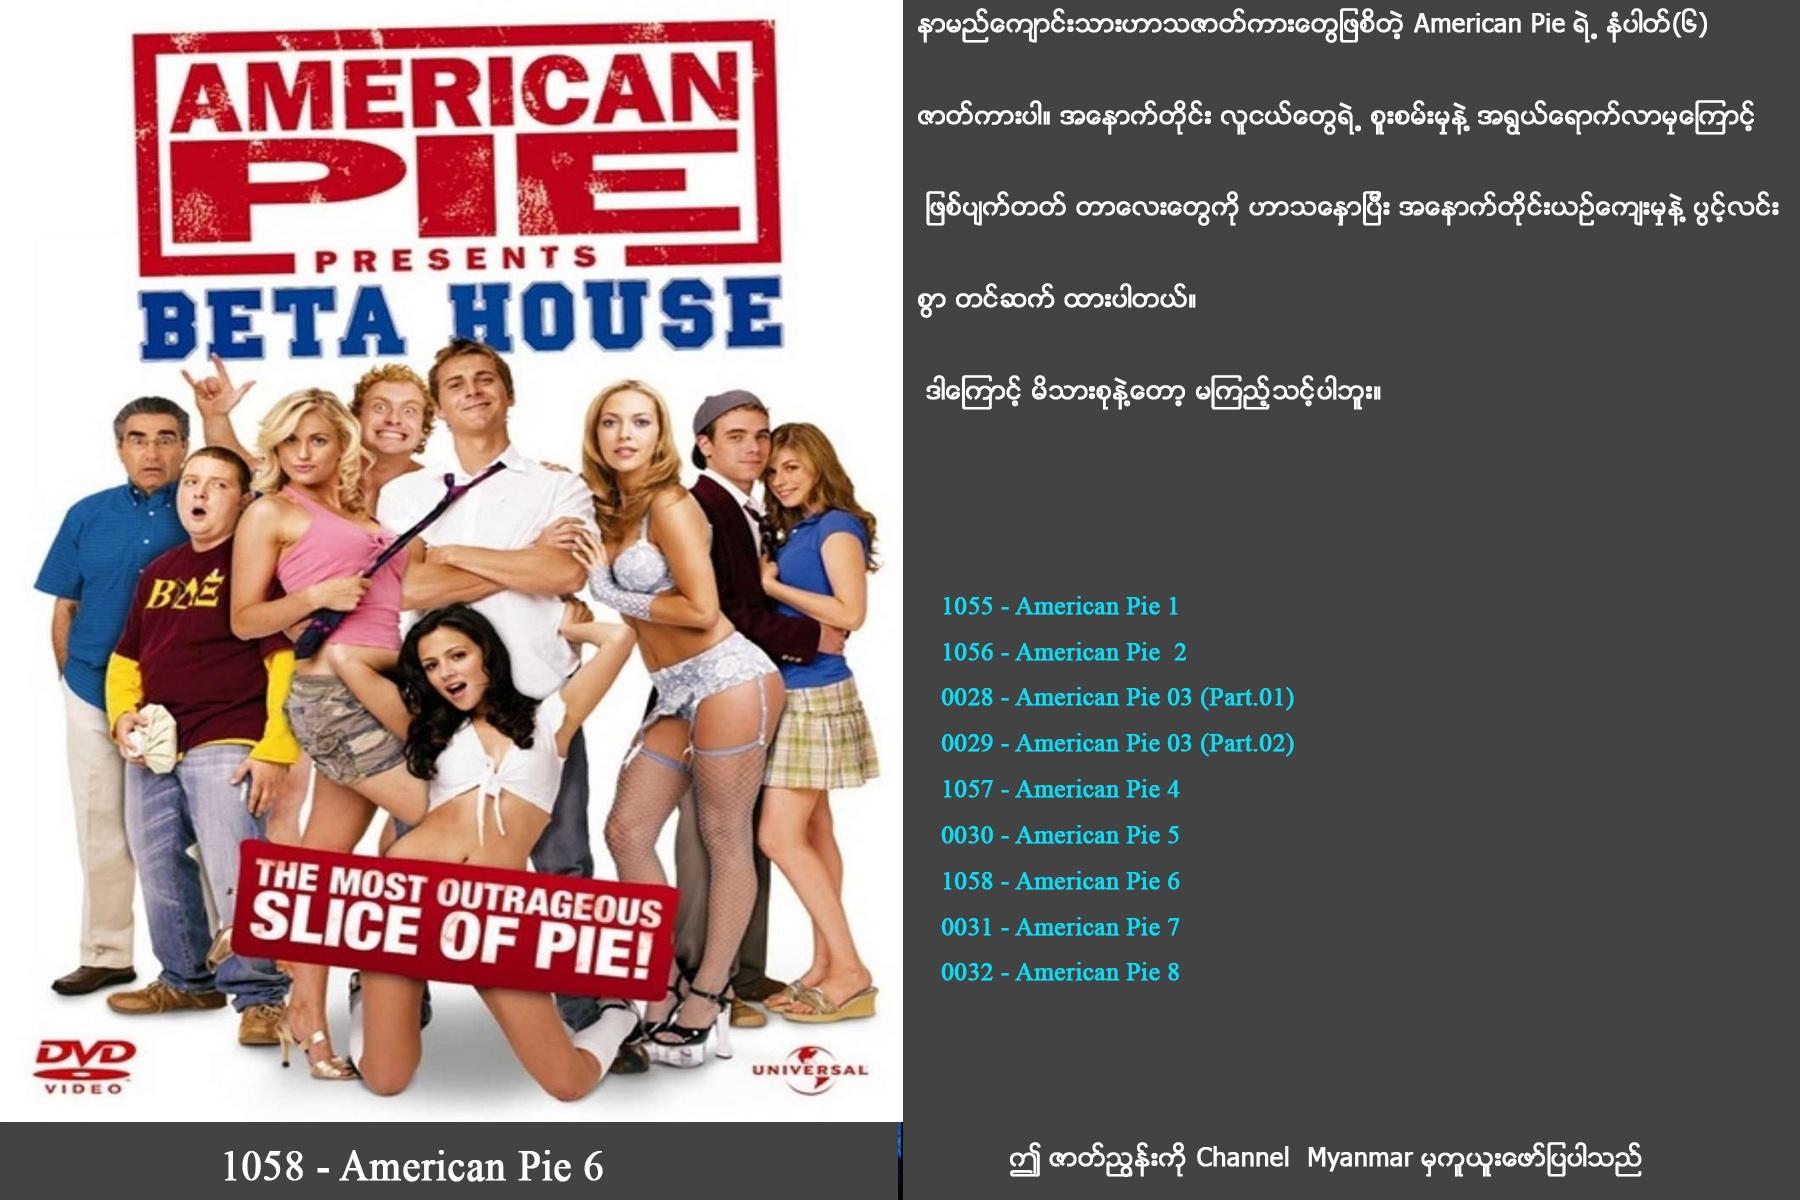 AMERICAN
PIE
PRESENTS
BETA HOUSE
ΒΔΞ
THE MOST OUTRAGEOUS
SLICE OF PIE!
DVD
VIDEO
UNIVERSAL
1058 - American Pie 6
နာမည်ကျောင်းသားဟာသဇာတ်ကားတွေဖြစ်တဲ့ American Pie ရဲ့ နံပါတ်(၆)
ဇာတ်ကားပါ။ အနောက်တိုင်း လူငယ်တွေရဲ့ စူးစမ်းမှုနဲ့ အရွယ်ရောက်လာမှုကြောင့်
ဖြစ်ပျက်တတ် တာလေးတွေကို ဟာသနှောပြီး အနောက်တိုင်းယဉ်ကျေးမှုနဲ့ ပွင့်လင်း
စွာ တင်ဆက် ထားပါတယ်။
ဒါကြောင့် မိသားစုနဲ့တော့ မကြည့်သင့်ပါဘူး။
1055 - American Pie 1
1056 - American Pie 2
0028 - American Pie 03 (Part.01)
0029 - American Pie 03 (Part.02)
1057 - American Pie 4
0030 - American Pie 5
1058 - American Pie 6
0031 - American Pie 7
0032 - American Pie 8
ဤ ဇာတ်ညွှန်းကို Channel Myanmar မှကူယူးဖော်ပြပါသည်